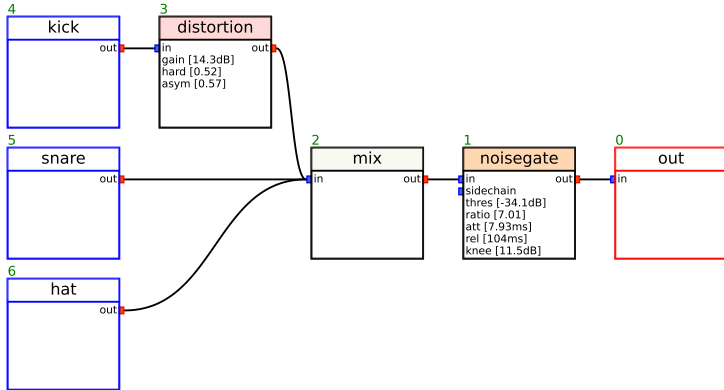 4
kick
out
3
distortion
in
out
gain [14.3dB]
hard [0.52]
asym [0.57]
5
snare
out
2
mix
in
out
1
noisegate
in
out
sidechain
thres [-34.1dB]
ratio [7.01]
att [7.93ms]
rel [104ms]
knee [11.5dB]
0
out
in
6
hat
out